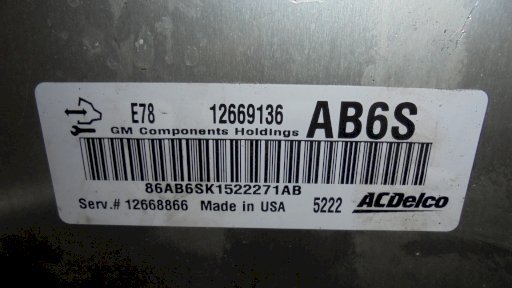 E78 12669136 AB6S
GM Components Holdings
86AB6SK1522271AB
Serv.# 12668866 Made in USA 5222 ACDelco